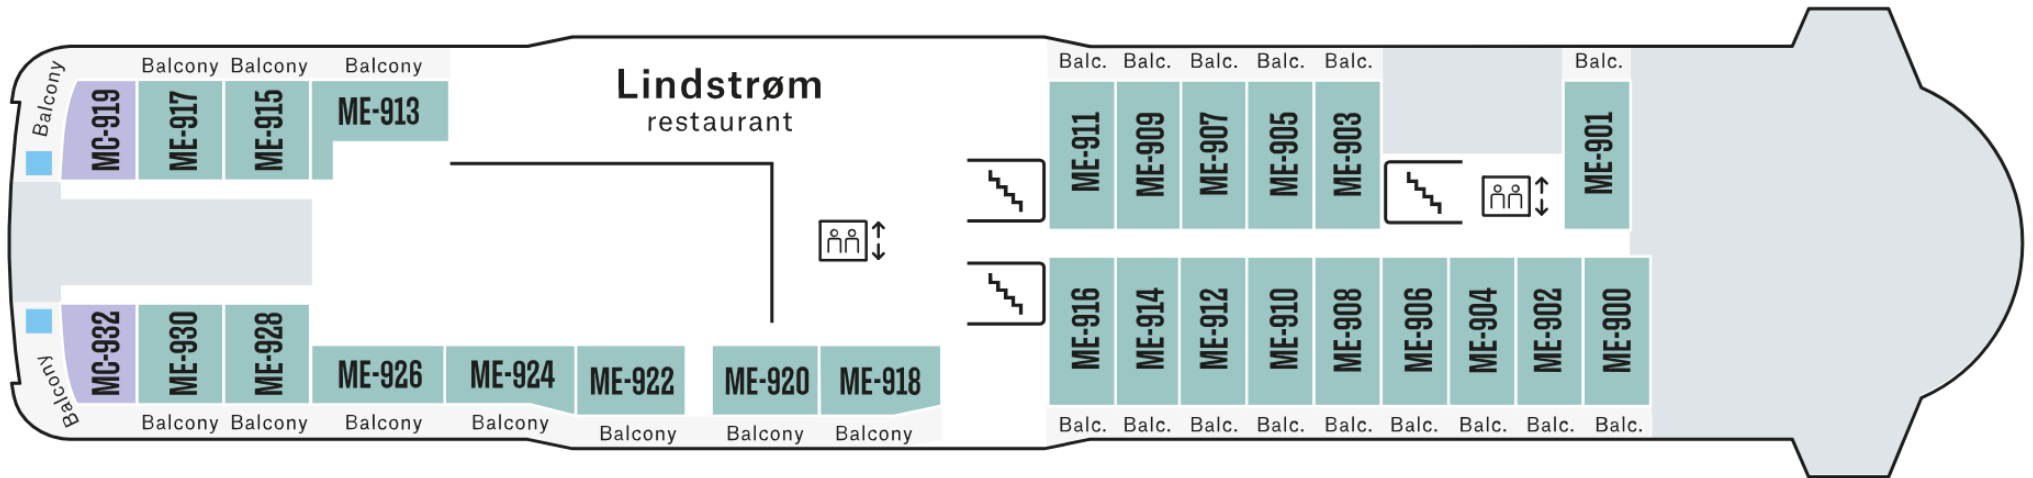 Balcony
Balcony
Balcony
Balcony
MC-919
ME-917
ME-915
ME-913
Lindstrøm
restaurant
Balc.
Balc.
Balc.
Balc.
Balc.
Balc.
ME-911
ME-909
ME-907
ME-905
ME-903
ME-901
MC-932
ME-930
ME-928
ME-926
ME-924
ME-922
ME-920
ME-918
ME-916
ME-914
ME-912
ME-910
ME-908
ME-906
ME-904
ME-902
ME-900
Balcony
Balcony
Balcony
Balcony
Balcony
Balcony
Balcony
Balcony
Balc.
Balc.
Balc.
Balc.
Balc.
Balc.
Balc.
Balc.
Balc.